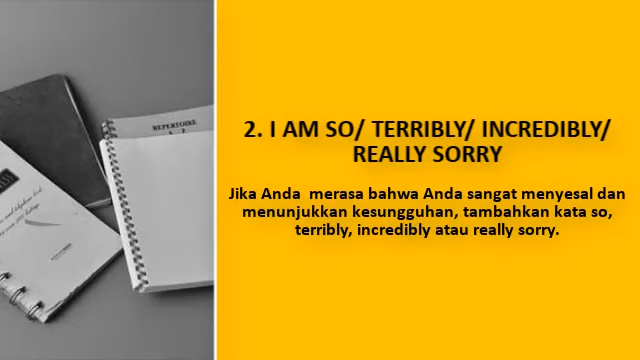 REPERTOIRE
2. I AM SO/ TERRIBLY/ INCREDIBLY/
REALLY SORRY
Jika Anda  merasa bahwa Anda sangat menyesal dan
menunjukkan kesungguhan, tambahkan kata so,
terribly, incredibly atau really sorry.